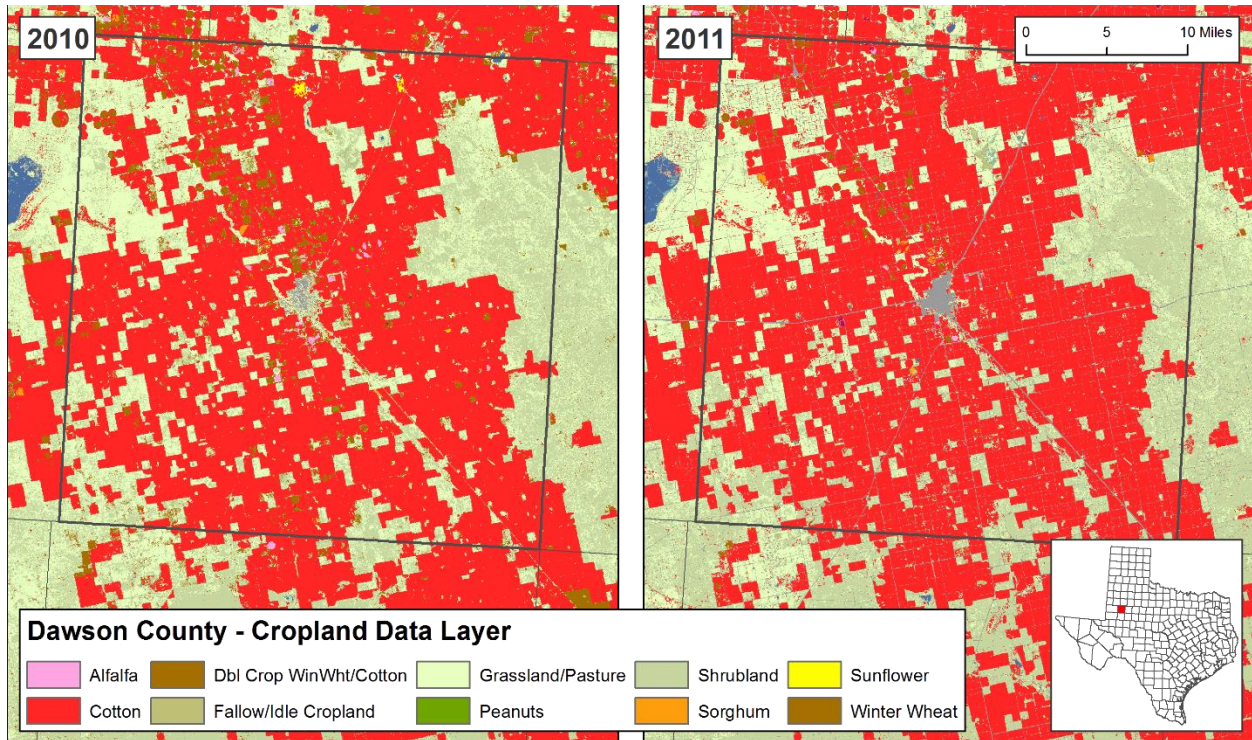 2010
2011
0 5 10 Miles
Dawson County - Cropland Data Layer
Alfalfa Dbl Crop WinWht/Cotton Grassland/Pasture Shrubland Sunflower
Cotton Fallow/Idle Cropland Peanuts Sorghum Winter Wheat